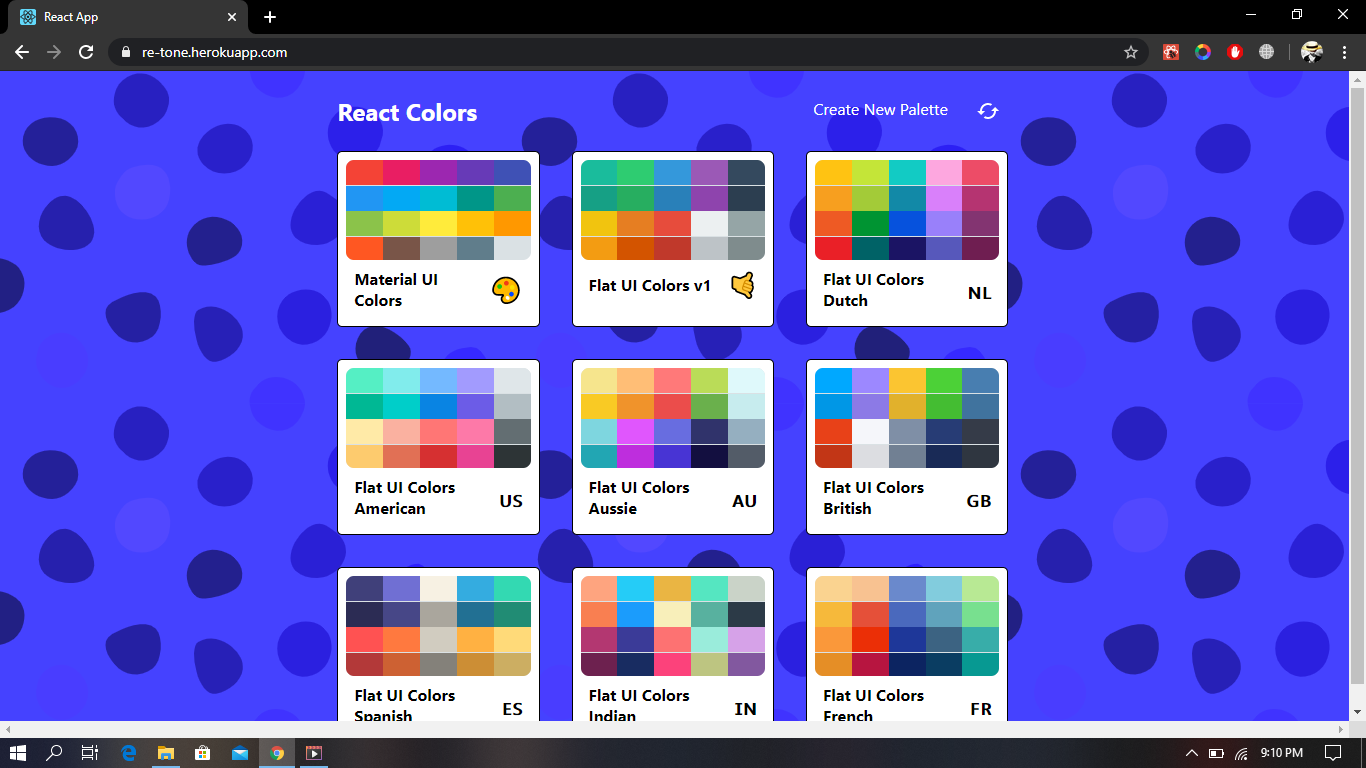 React App
re-tone.herokuapp.com
React Colors
Create New Palette
Material UI
Colors
Flat UI Colors v1
Flat UI Colors
Dutch
NL
Flat UI Colors
American
US
Flat UI Colors
Aussie
AU
Flat UI Colors
British
GB
Flat UI Colors
Spanish
ES
Flat UI Colors
Indian
IN
Flat UI Colors
French
FR
9:10 PM